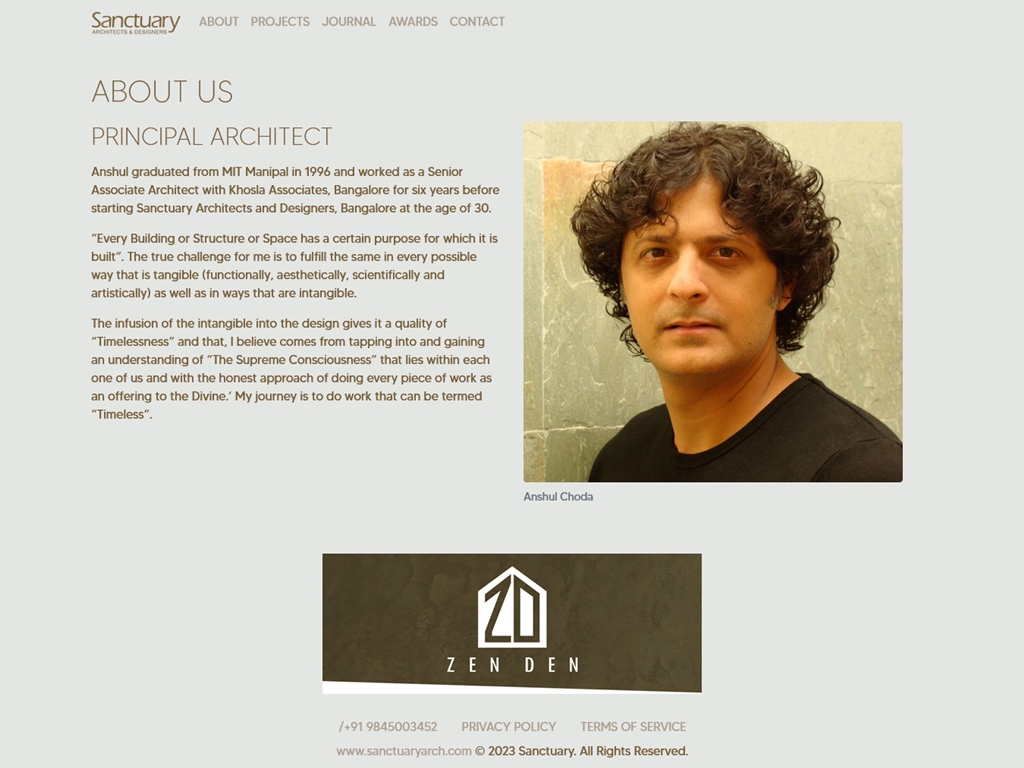 Sanctuary
ARCHITECTS & DESIGNERS
ABOUT PROJECTS JOURNAL AWARDS CONTACT
ABOUT US
PRINCIPAL ARCHITECT
Anshul graduated from MIT Manipal in 1996 and worked as a Senior
Associate Architect with Khosla Associates, Bangalore for six years before
starting Sanctuary Architects and Designers, Bangalore at the age of 30.
“Every Building or Structure or Space has a certain purpose for which it is
built”. The true challenge for me is to fulfill the same in every possible
way that is tangible (functionally, aesthetically, scientifically and
artistically) as well as in ways that are intangible.
The infusion of the intangible into the design gives it a quality of
“Timelessness” and that, I believe comes from tapping into and gaining
an understanding of “The Supreme Consciousness” that lies within each
one of us and with the honest approach of doing every piece of work as
an offering to the Divine.’ My journey is to do work that can be termed
“Timeless”.
Anshul Choda
ZD
ZEN DEN
/+91 9845003452 PRIVACY POLICY TERMS OF SERVICE
www.sanctuaryarch.com © 2023 Sanctuary. All Rights Reserved.